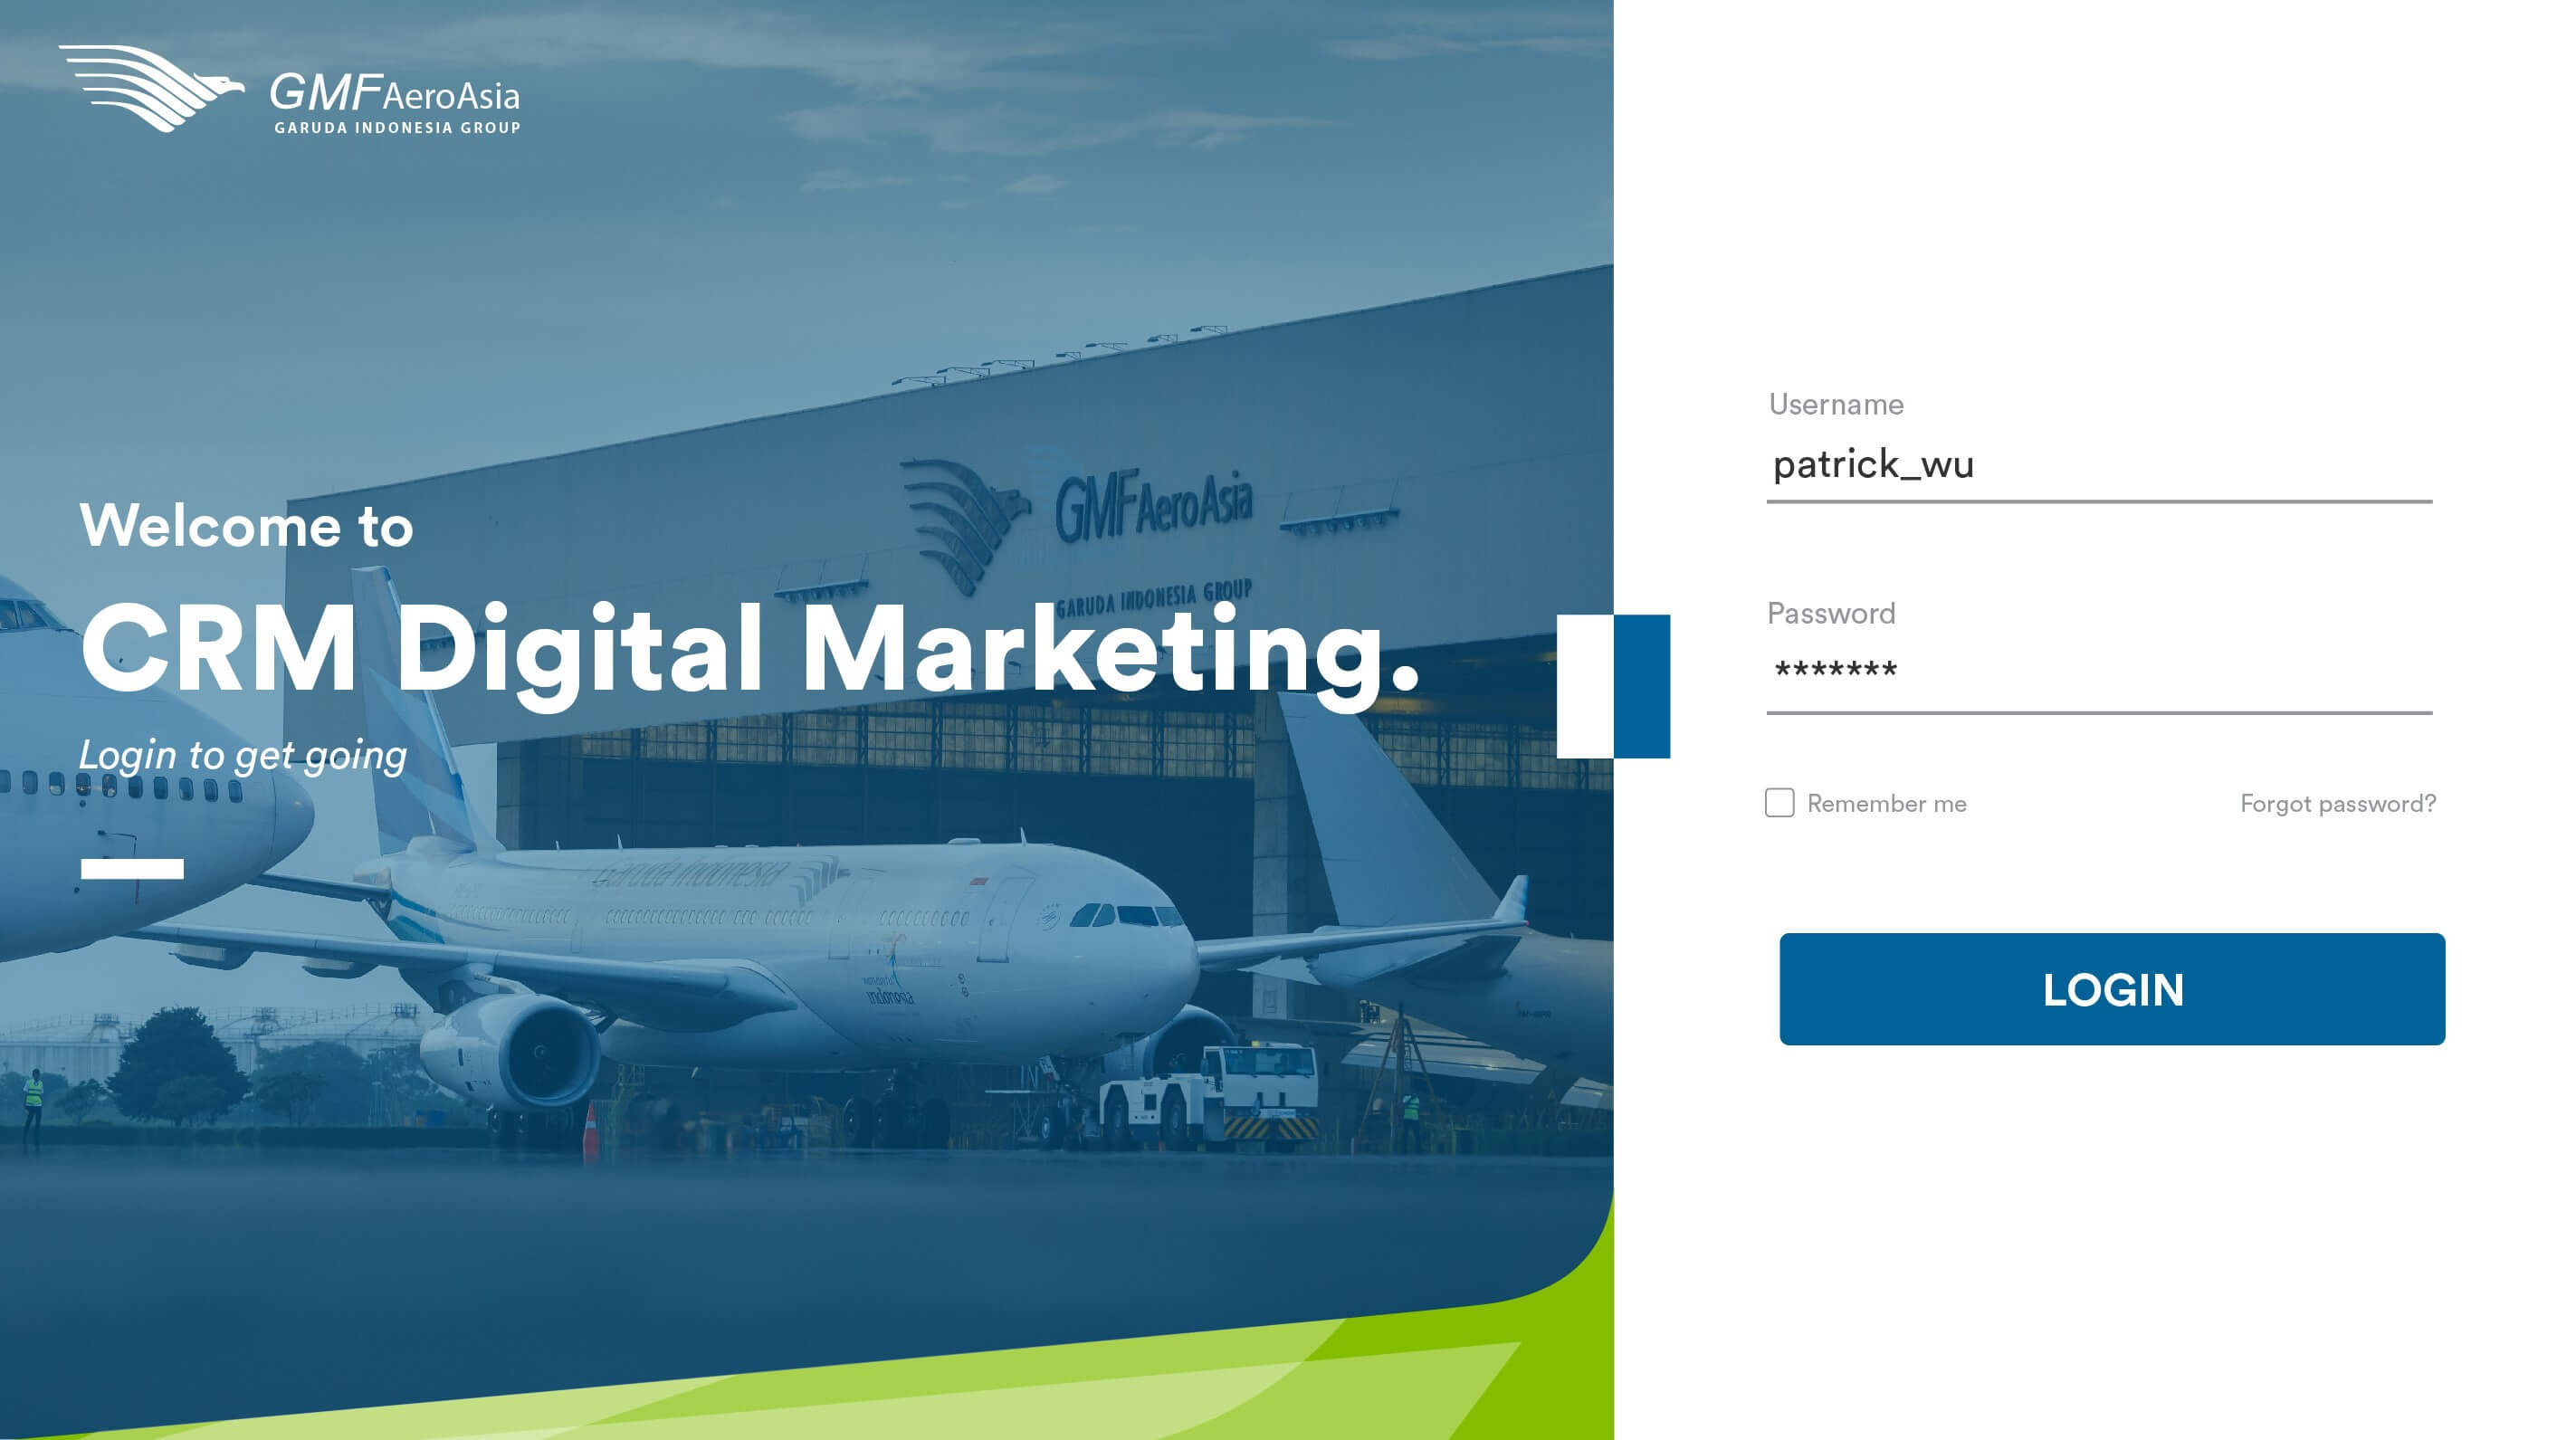 GMF AeroAsia
GARUDA INDONESIA GROUP
GMF AeroAsia
GARUDA INDONESIA GROUP
Welcome to
CRM Digital Marketing.
Login to get going
Garuda Indonesia
indonesia
Username
patrick_wu
Password
*******
Remember me
Forgot password?
LOGIN